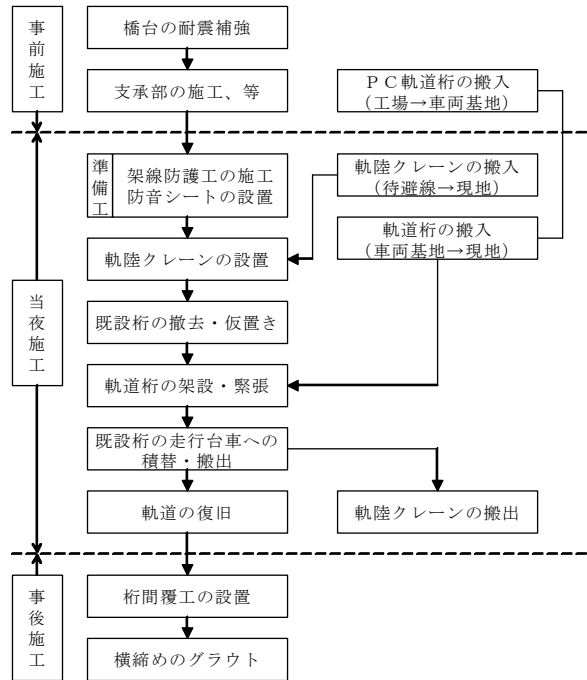 事前施工
橋台の耐震補強
支承部の施工、等
ＰＣ軌道桁の搬入
（工場→車両基地）
当夜施工
準備工
架線防護工の施工
防音シートの設置
軌陸クレーンの搬入
（待避線→現地）
軌道桁の搬入
（車両基地→現地）
軌陸クレーンの設置
既設桁の撤去・仮置き
軌道桁の架設・緊張
既設桁の走行台車への
積替・搬出
軌道の復旧
軌陸クレーンの搬出
事後施工
桁間覆工の設置
横締めのグラウト